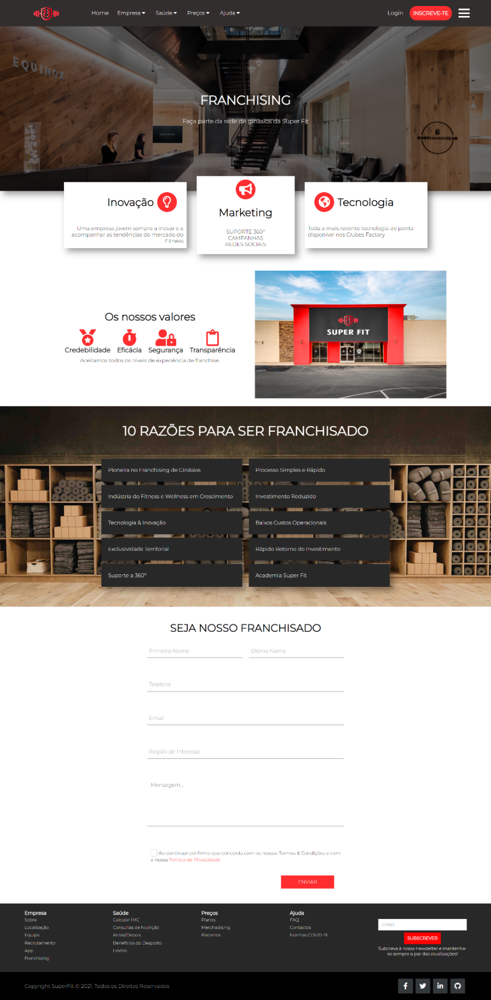 Home
Empresa
Saúde
Preços
Ajuda
Login
INSCREVE-TE
EQUINOX
EQUINOX
BODYENERGYCLUB
FRANCHISING
Faça parte da rede de ginásios da Super Fit
Inovação
Uma empresa jovem sempre a inovar e a
acompanhar as tendências do mercado do
Fitness
Marketing
SUPORTE 360º
CAMPANHAS
REDES SOCIAIS
Tecnologia
Toda a mais recente tecnologia de ponta
disponível nos Clubes Factory
Os nossos valores
Credibilidade
Eficácia
Segurança
Transparência
Aceitamos todos os níveis de experiência de franchise.
SUPER FIT
10 RAZÕES PARA SER FRANCHISADO
Pioneira no Franchising de Ginásios
Processo Simples e Rápido
Indústria do Fitness e Wellness em Crescimento
Investimento Reduzido
Tecnologia & Inovação
Baixos Custos Operacionais
Exclusividade Territorial
Rápido Retorno do Investimento
Suporte a 360º
Academia Super Fit
SEJA NOSSO FRANCHISADO
Primeiro Nome
Último Nome
Telefone
Email
Região de Interesse
Mensagem...
Ao continuar confirma que concorda com os nossos Termos & Condições e com
a nossa Política de Privacidade
ENVIAR
Empresa
Sobre
Localização
Equipa
Recrutamento
App
Franchising
Saúde
Calcular IMC
Consultas de Nutrição
Antes/Depois
Benefícios do Desporto
Lesões
Preços
Planos
Merchadising
Parceiros
Ajuda
FAQ
Contactos
Normas COVID-19
Email
SUBSCREVER
Subcreva à nossa newsletter e mantenha-
se sempre a par das atualizações!
Copyright SuperFit © 2021. Todos os Direitos Reservados